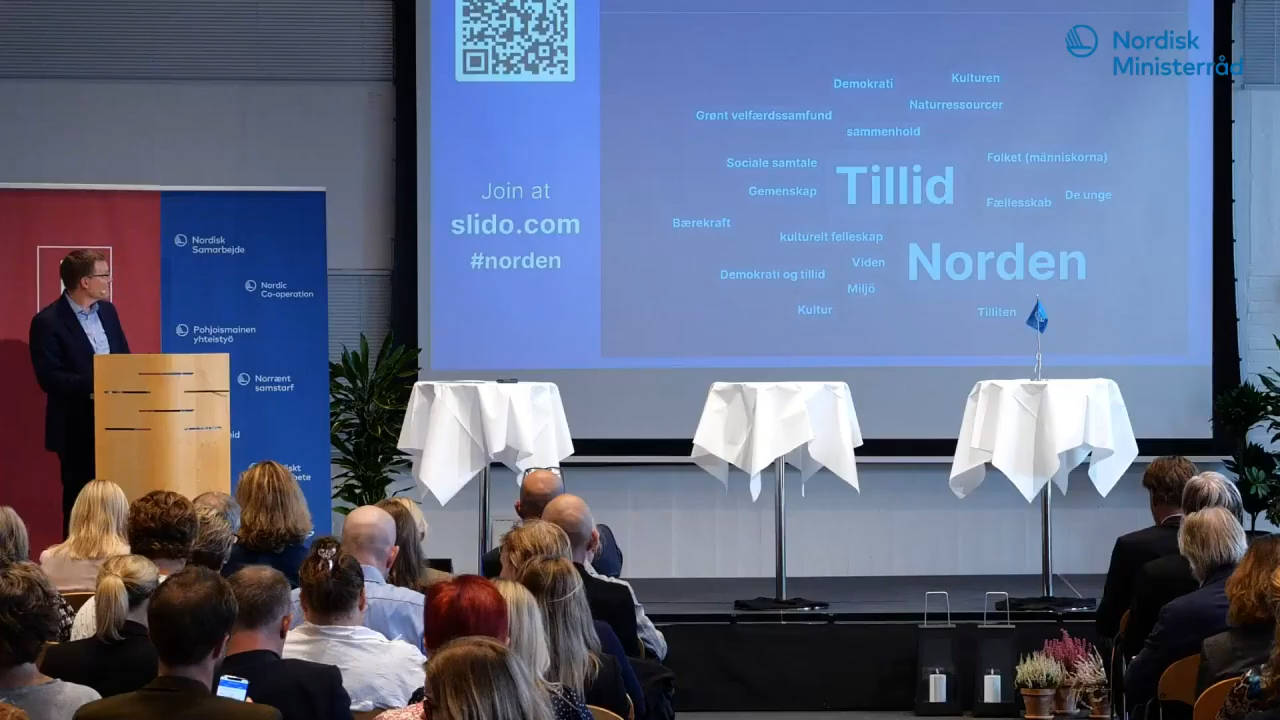 Nordisk
Ministerråd
Join at
slido.com
#norden
Demokrati
Kulturen
Naturressourcer
Grønt velfærdssamfund
sammenhold
Sociale samtale
Tillid
Folket (människorna)
Gemenskap
Fællesskab
De unge
Bærekraft
kulturelt felleskap
Viden
Norden
Demokrati og tillid
Miljö
Kultur
Tilliten
Nordisk
Samarbejde
Nordic
Co-operation
Pohjoismainen
yhteistyö
Norrænt
samstarf